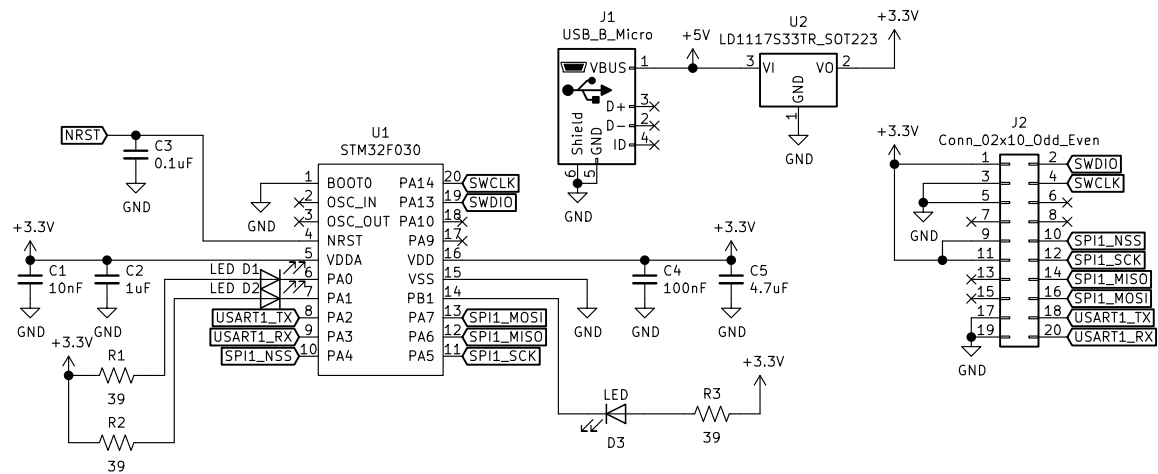 J1
USB_B_Micro
VBUS 1
D+ 3
D- 2
ID 4
Shield
GND
6
5
GND
+5V
U2
LD1117S33TR_SOT223
3 VI VO 2
GND
1
GND
+3.3V
NRST
C3
0.1uF
GND
U1
STM32F030
GND
1 BOOT0 PA14 20 SWCLK
2 OSC_IN PA13 19 SWDIO
3 OSC_OUT PA10 18
4 NRST PA9 17
5 VDDA VDD 16
6 PA0 VSS 15
7 PA1 PB1 14
USART1_TX 8 PA2 PA7 13 SPI1_MOSI
USART1_RX 9 PA3 PA6 12 SPI1_MISO
SPI1_NSS 10 PA4 PA5 11 SPI1_SCK
+3.3V
C1
10nF
GND
C2
1uF
GND
LED D1
LED D2
+3.3V
R1
39
R2
39
GND
C4
100nF
GND
+3.3V
C5
4.7uF
GND
LED
D3
R3
39
+3.3V
+3.3V
J2
Conn_02x10_Odd_Even
1 2 SWDIO
3 4 SWCLK
5 6
7 8
9 10 SPI1_NSS
11 12 SPI1_SCK
13 14 SPI1_MISO
15 16 SPI1_MOSI
17 18 USART1_TX
19 20 USART1_RX
GND
GND